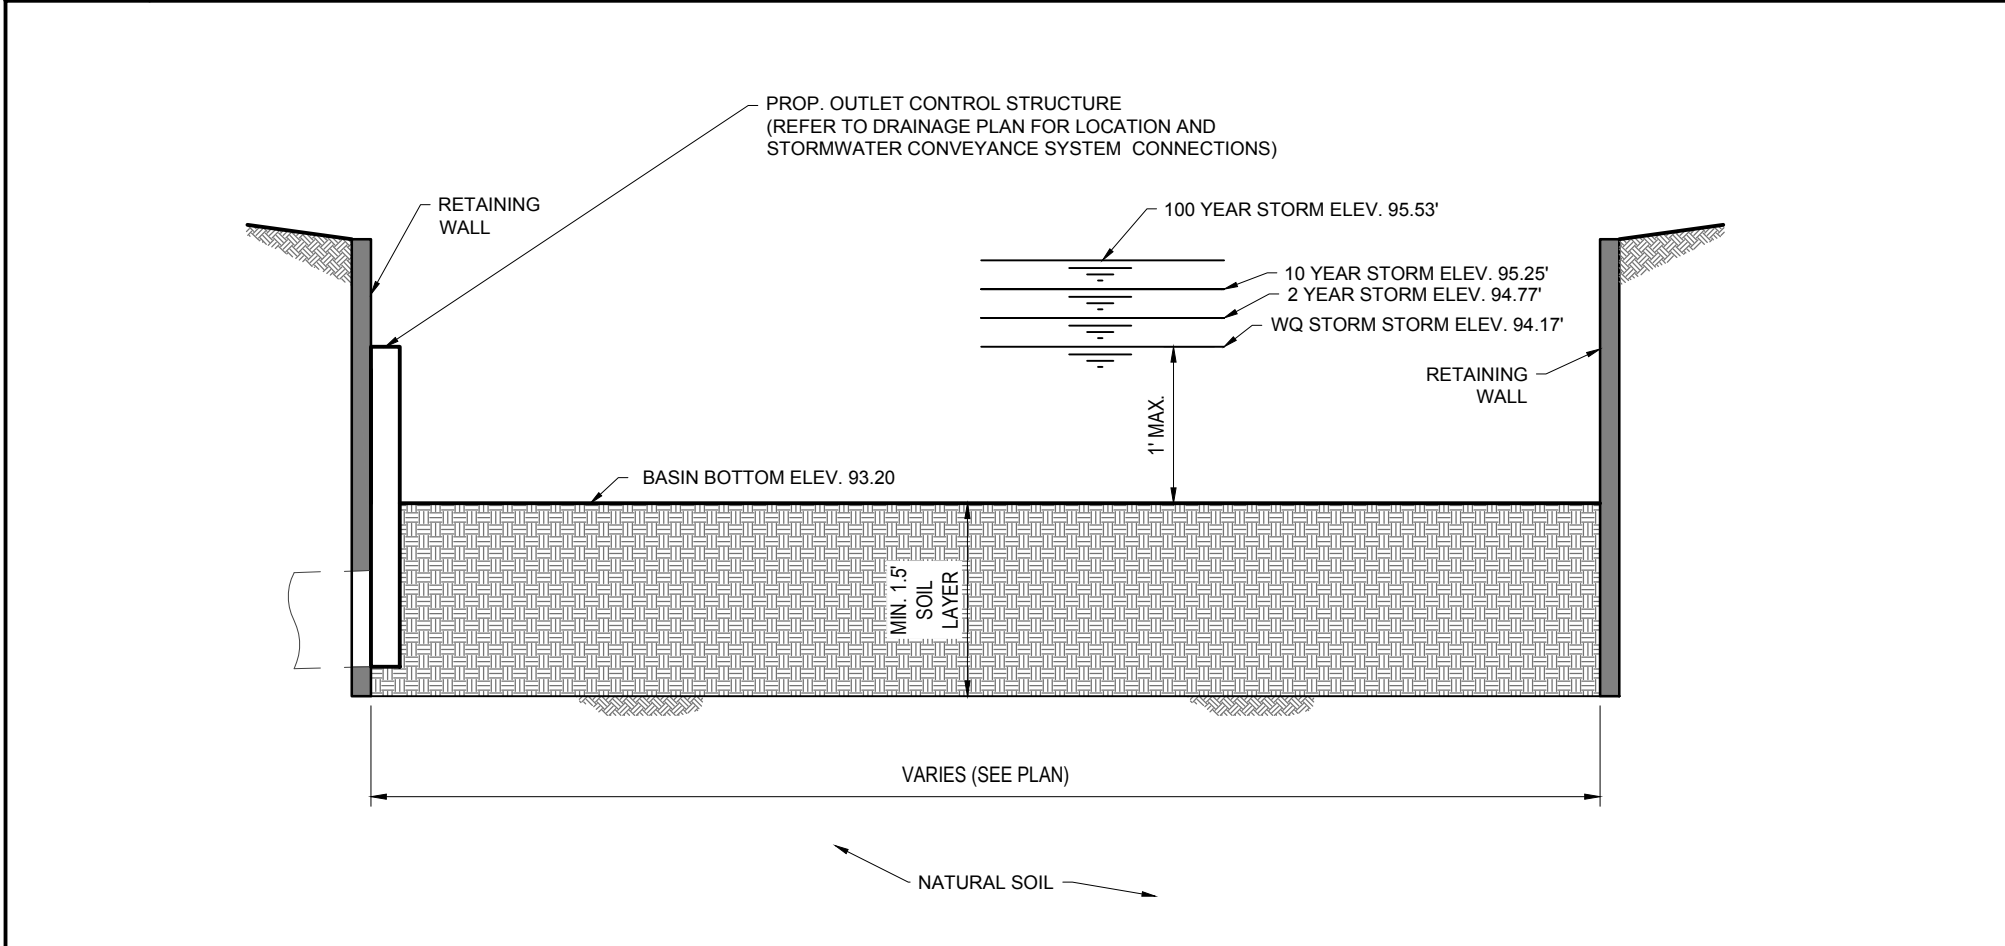 PROP. OUTLET CONTROL STRUCTURE
(REFER TO DRAINAGE PLAN FOR LOCATION AND
STORMWATER CONVEYANCE SYSTEM CONNECTIONS)
RETAINING
WALL
100 YEAR STORM ELEV. 95.53'
10 YEAR STORM ELEV. 95.25'
2 YEAR STORM ELEV. 94.77'
WQ STORM STORM ELEV. 94.17'
RETAINING
WALL
1' MAX.
BASIN BOTTOM ELEV. 93.20
MIN. 1.5'
SOIL
LAYER
VARIES (SEE PLAN)
NATURAL SOIL